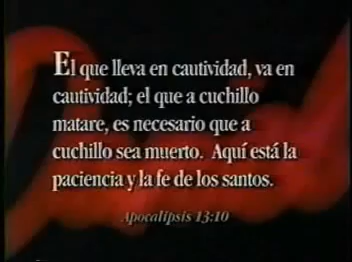 El que lleva en cautividad, va en
cautividad; el que a cuchillo
matare, es necesario que a
cuchillo sea muerto.  Aquí está la
paciencia y la fe de los santos.
Apocalipsis 13:10